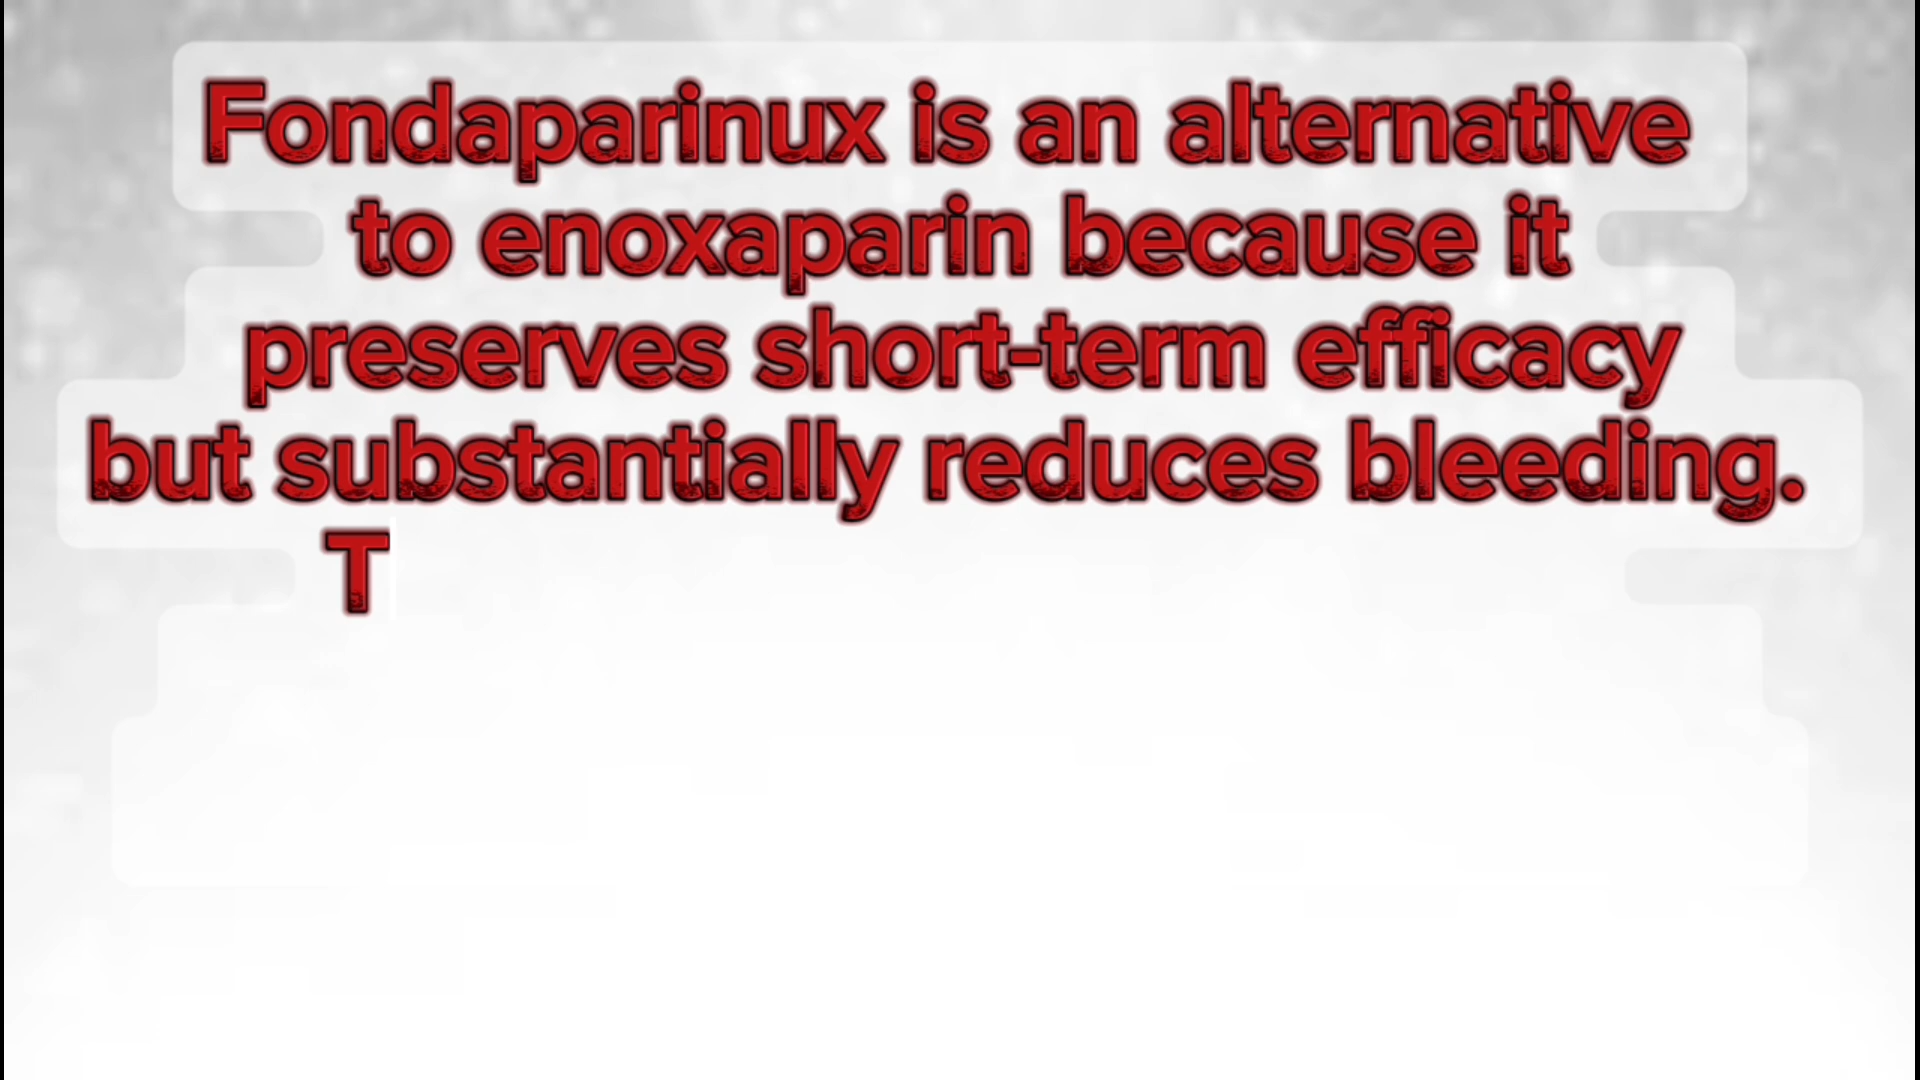 Fondaparinux is an alternative
to enoxaparin because it
preserves short-term efficacy
but substantially reduces bleeding.
T